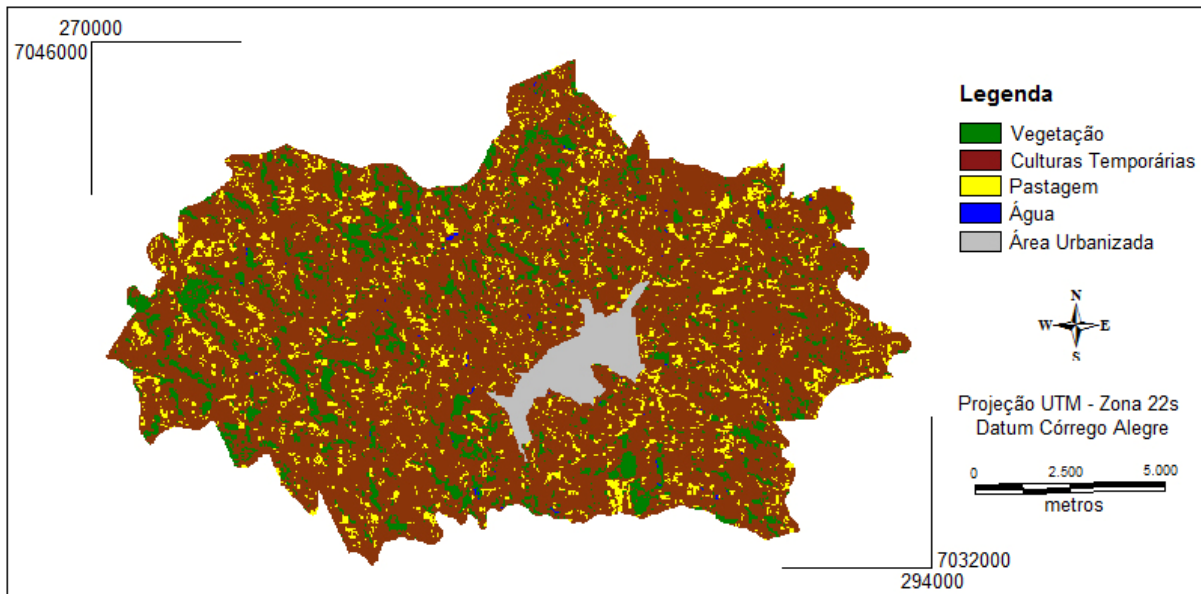 270000
7046000
Legenda
Vegetação
Culturas Temporárias
Pastagem
Água
Área Urbanizada
N
W E
S
Projeção UTM - Zona 22s
Datum Córrego Alegre
0 2.500 5.000
metros
7032000
294000